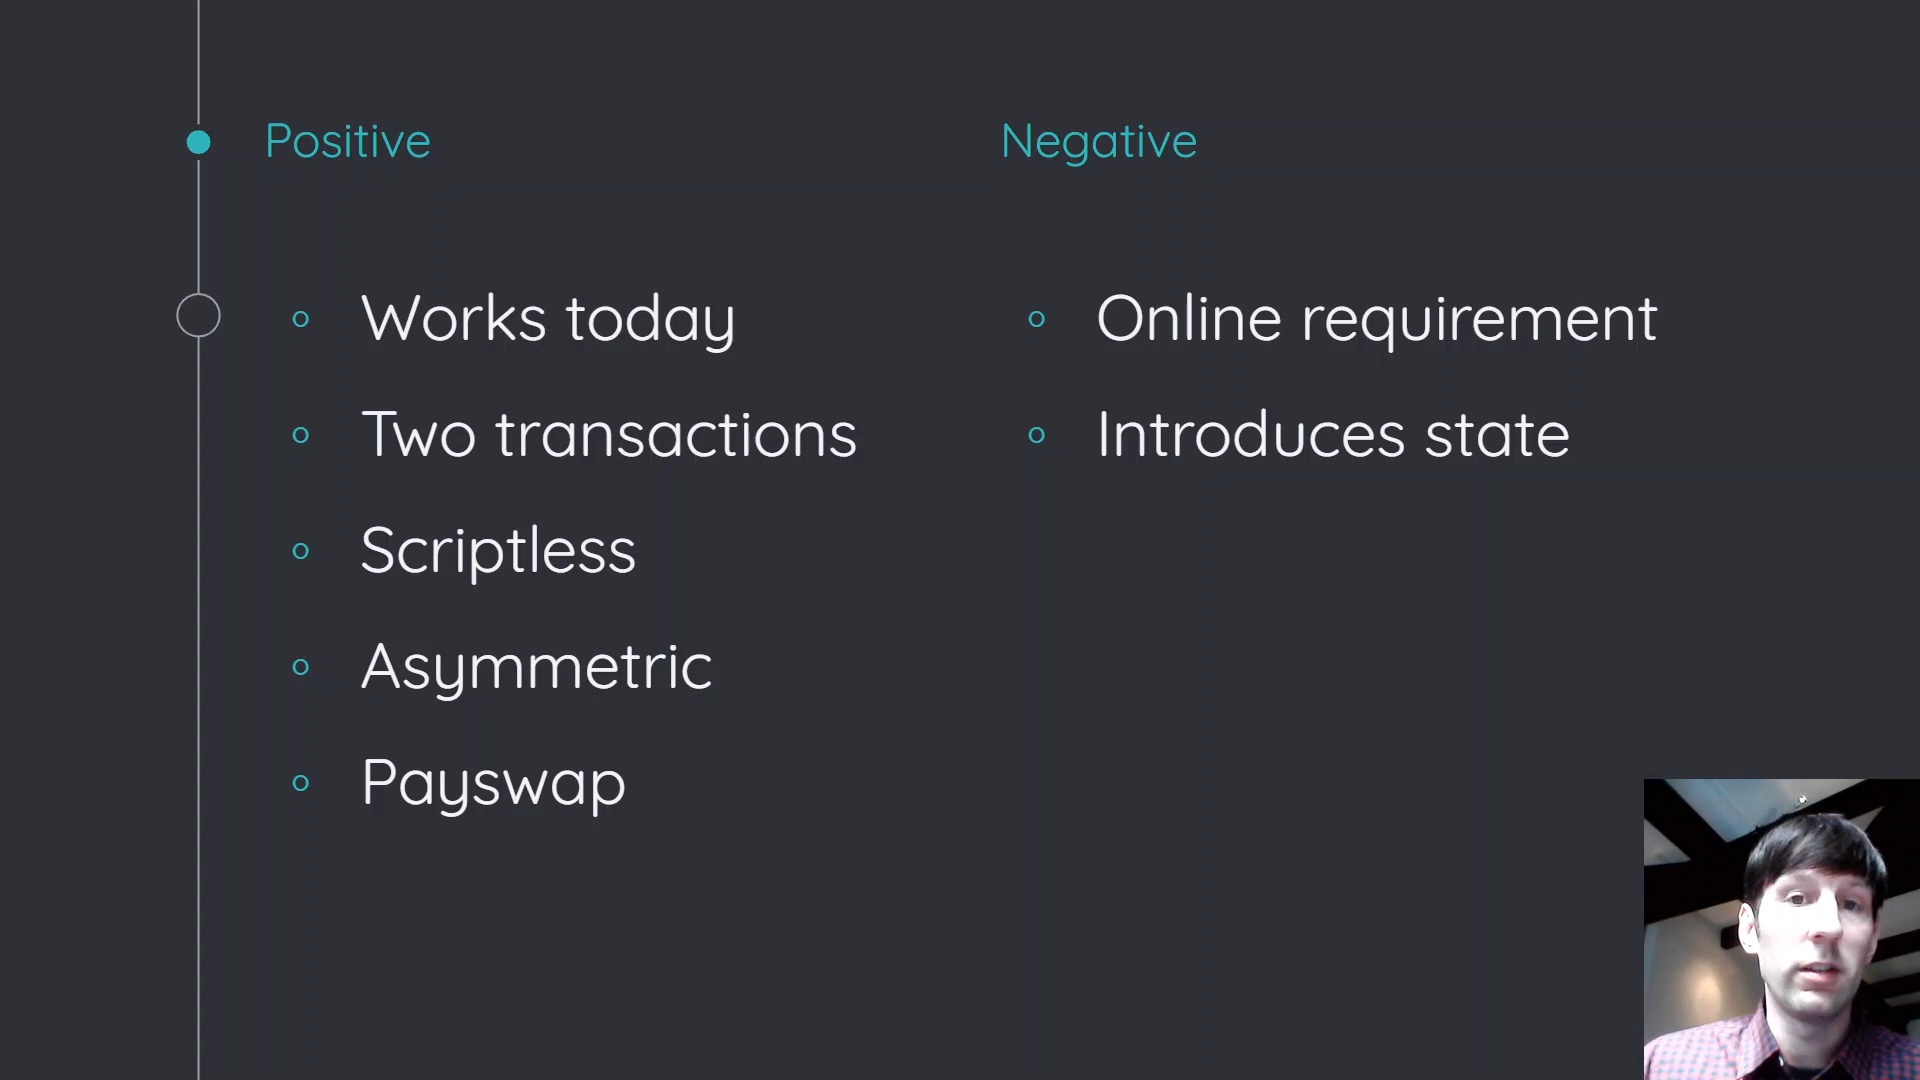 Positive
Works today
Two transactions
Scriptless
Asymmetric
Payswap
Negative
Online requirement
Introduces state